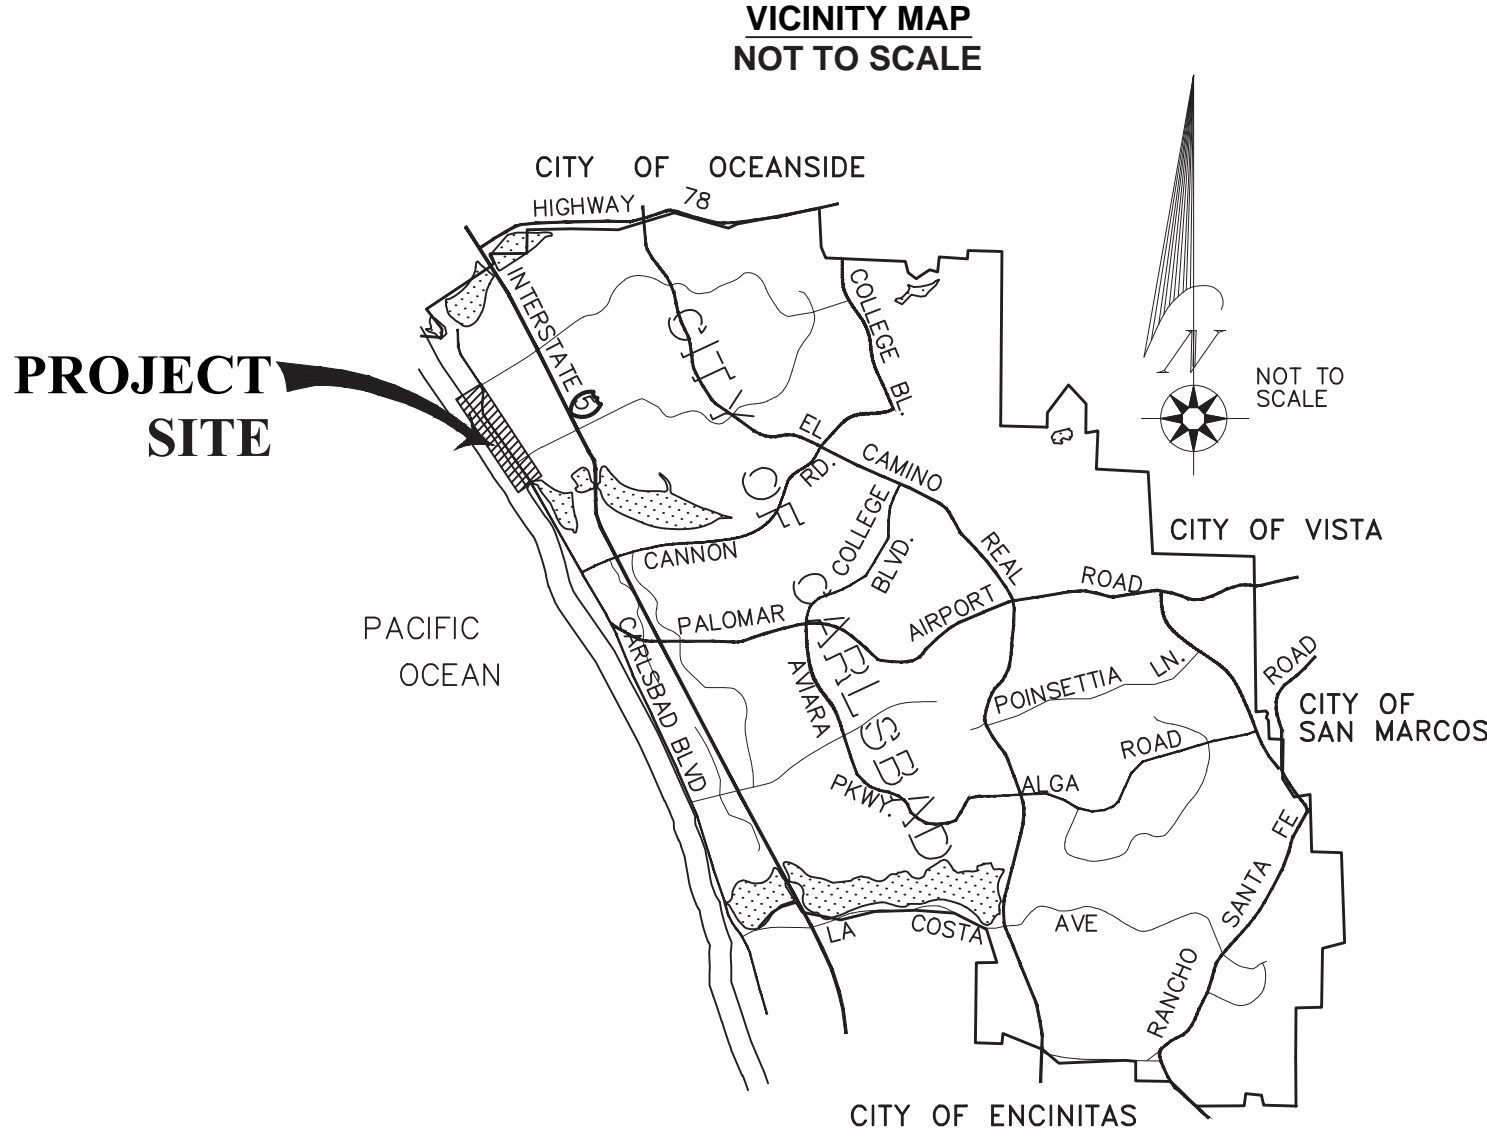 VICINITY MAP
NOT TO SCALE
CITY OF OCEANSIDE
HIGHWAY 78
INTERSTATE 5
COLLEGE BL.
PROJECT
SITE
N
NOT TO
SCALE
CITY OF CARLSBAD
EL CAMINO REAL
CANNON RD.
COLLEGE
BLVD.
CITY OF VISTA
PACIFIC
OCEAN
CARLSBAD BLVD
PALOMAR AIRPORT ROAD
AVIARA PKWY.
POINSETTIA LN.
ROAD
CITY OF
SAN MARCOS
ALGA ROAD
LA COSTA AVE
RANCHO SANTA FE
CITY OF ENCINITAS